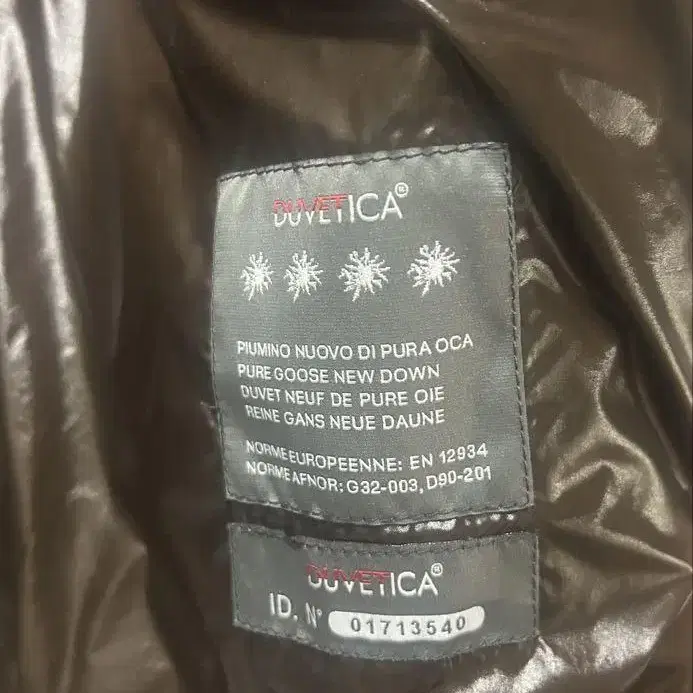 DUVETICA®
PIUMINO NUOVO DI PURA OCA
PURE GOOSE NEW DOWN
DUVET NEUF DE PURE OIE
REINE GANS NEUE DAUNE
NORME EUROPEENNE: EN 12934
NORME AFNOR: G32-003, D90-201
DUVETICA®
ID. N° 01713540